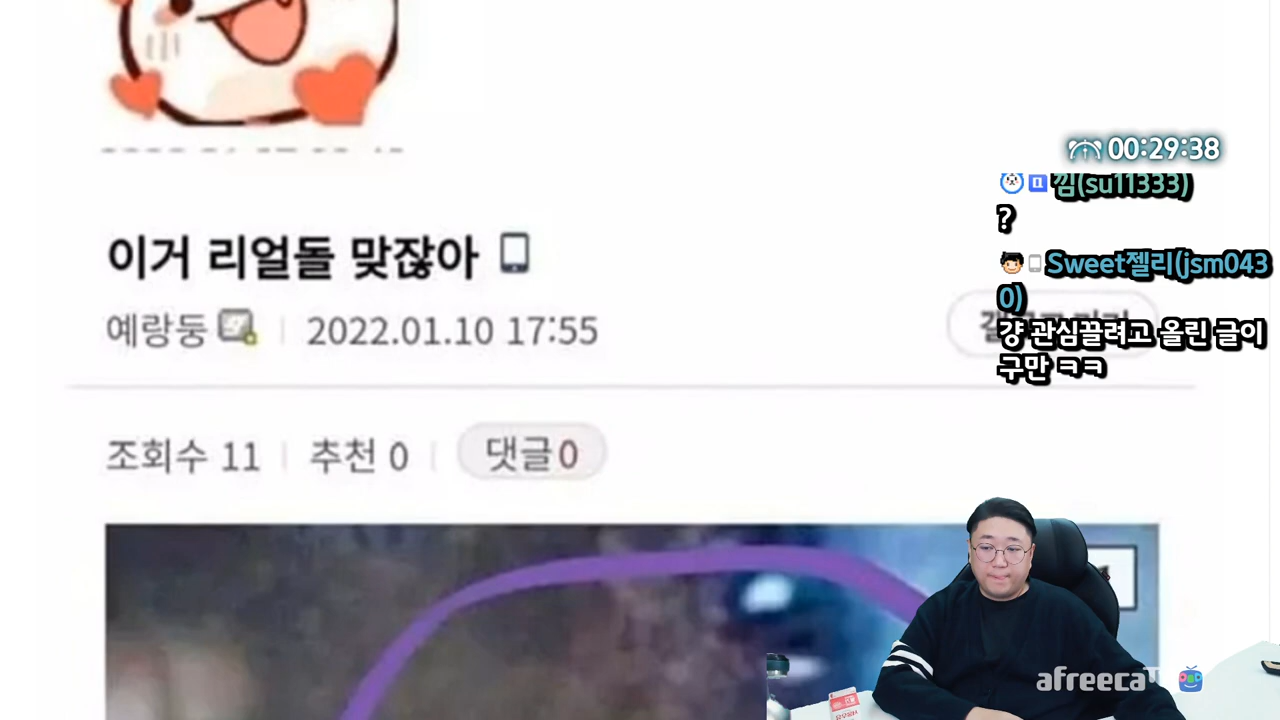 00:29:38
낌(su11333)
?
이거 리얼돌 맞잖아
Sweet젤리(jsm043
0)
예랑둥
2022.01.10 17:55
걍 관심끌려고 올린 글이
구만 ㅋㅋ
조회수 11
추천 0
댓글 0
afreeca